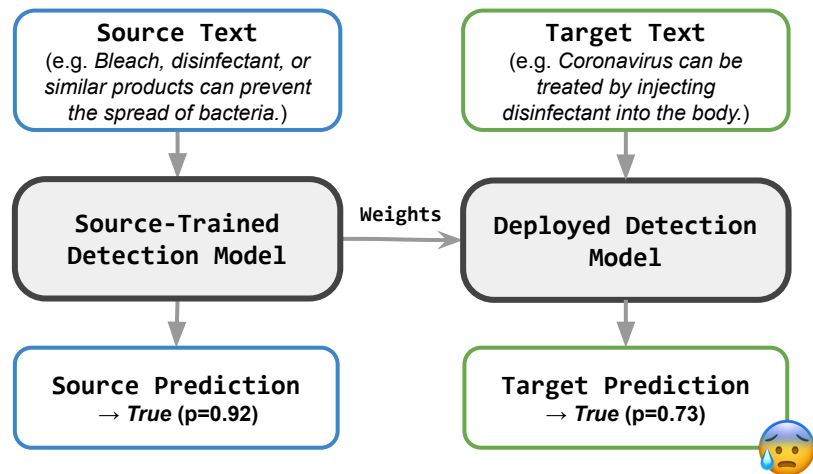 Source Text
(e.g. Bleach, disinfectant, or
similar products can prevent
the spread of bacteria.)
Target Text
(e.g. Coronavirus can be
treated by injecting
disinfectant into the body.)
Source-Trained
Detection Model
Weights
Deployed Detection
Model
Source Prediction
→ True (p=0.92)
Target Prediction
→ True (p=0.73)